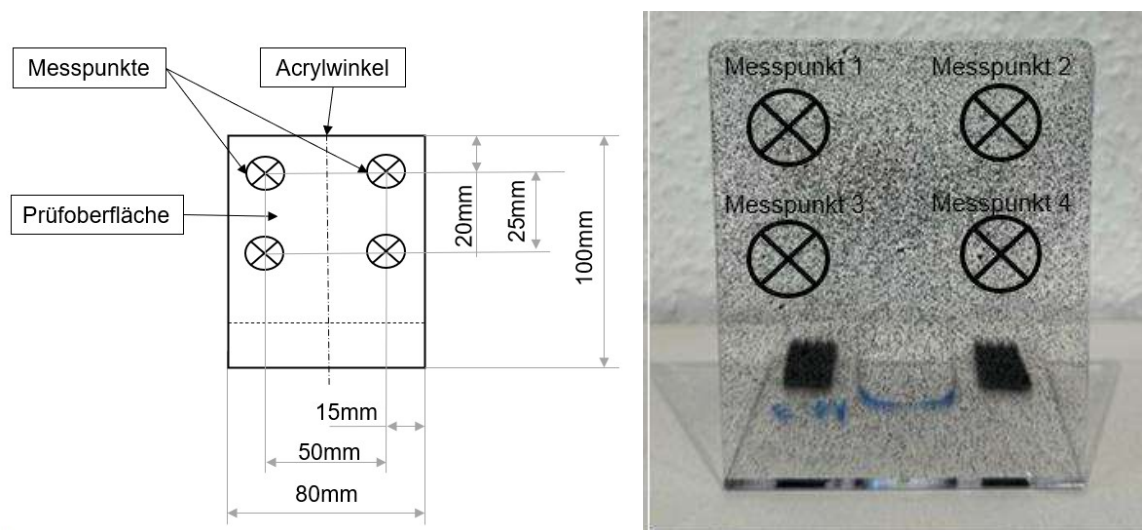 Messpunkte
Acrylwinkel
Prüfoberfläche
20mm
25mm
100mm
15mm
50mm
80mm
Messpunkt 1
Messpunkt 2
Messpunkt 3
Messpunkt 4